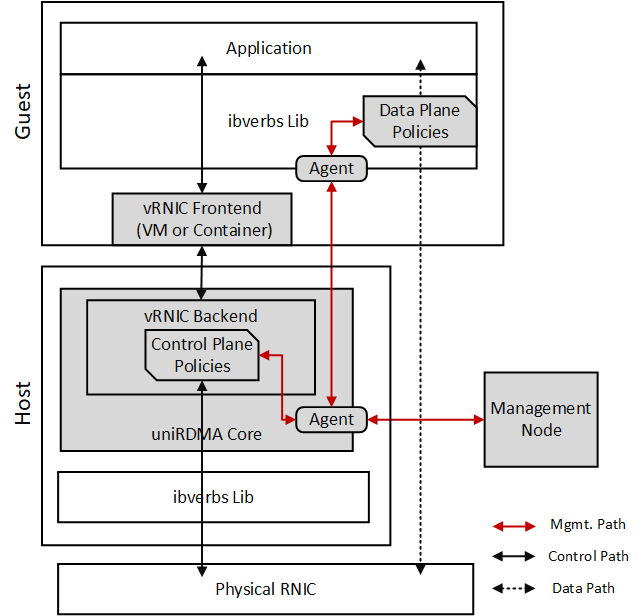 Guest
Application
ibverbs Lib
Data Plane
Policies
Agent
vRNIC Frontend
(VM or Container)
Host
vRNIC Backend
Control Plane
Policies
Agent
uniRDMA Core
ibverbs Lib
Management
Node
Mgmt. Path
Control Path
Data Path
Physical RNIC